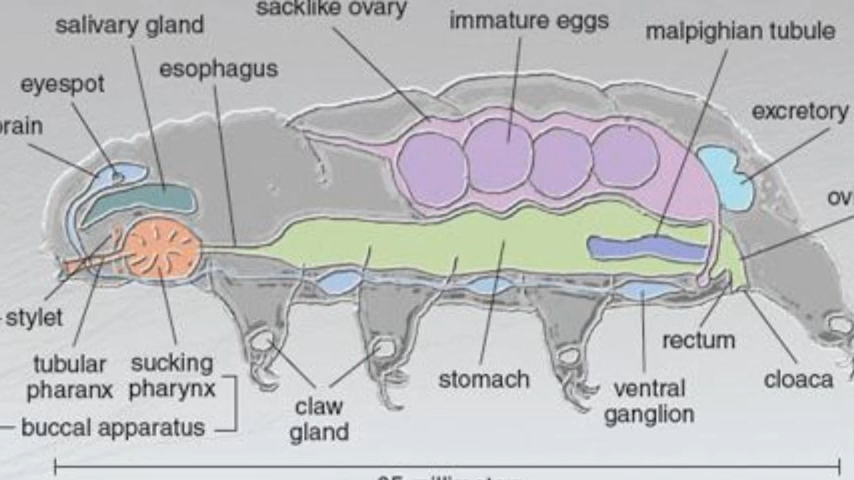 sacklike ovary
immature eggs
salivary gland
malpighian tubule
esophagus
eyespot
excretory
brain
ov
stylet
rectum
tubular
pharanx
sucking
pharynx
stomach
cloaca
ventral
ganglion
claw
gland
buccal apparatus